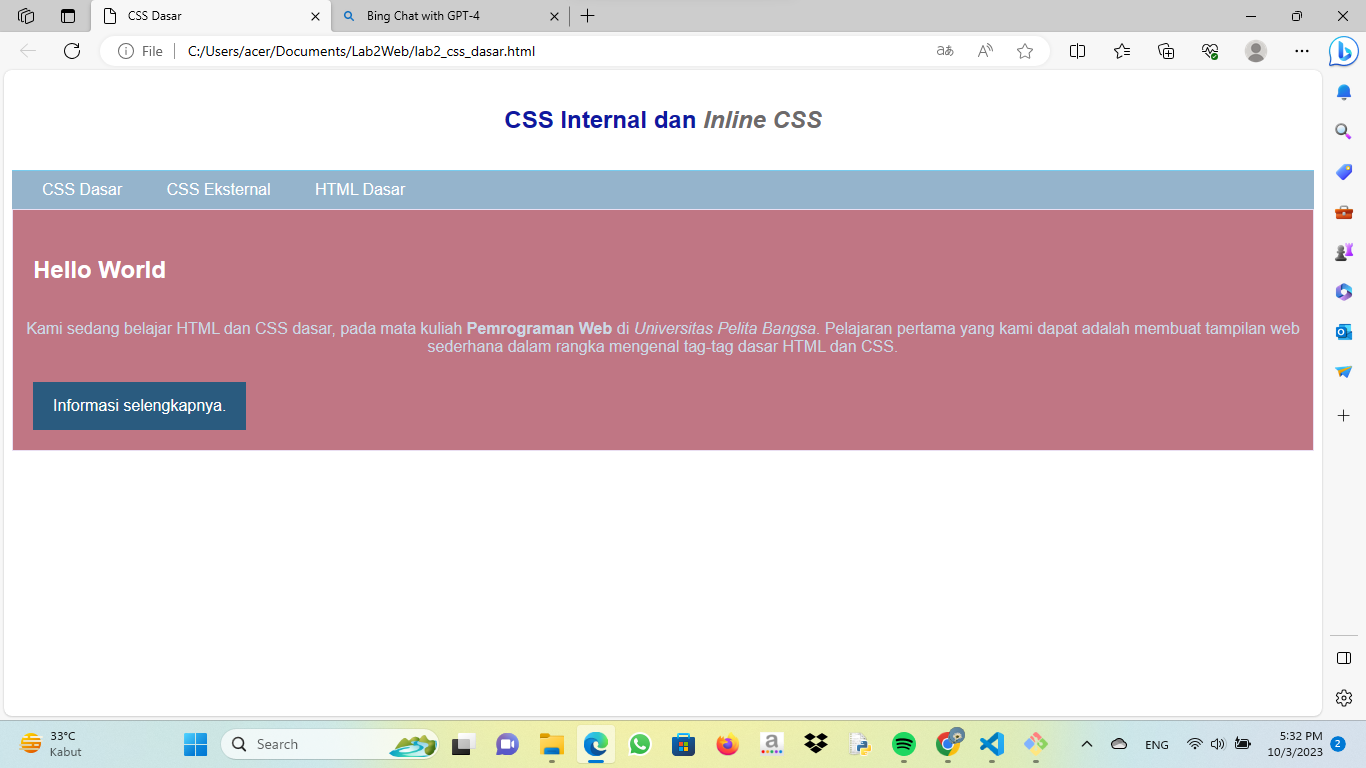 CSS Dasar
Bing Chat with GPT-4
File
C:/Users/acer/Documents/Lab2Web/lab2_css_dasar.html
aあ
A
CSS Internal dan Inline CSS
CSS Dasar CSS Eksternal HTML Dasar
Hello World
Kami sedang belajar HTML dan CSS dasar, pada mata kuliah Pemrograman Web di Universitas Pelita Bangsa. Pelajaran pertama yang kami dapat adalah membuat tampilan web
sederhana dalam rangka mengenal tag-tag dasar HTML dan CSS.
Informasi selengkapnya.
33°C
Kabut
Search
a
ENG
5:32 PM
10/3/2023
2